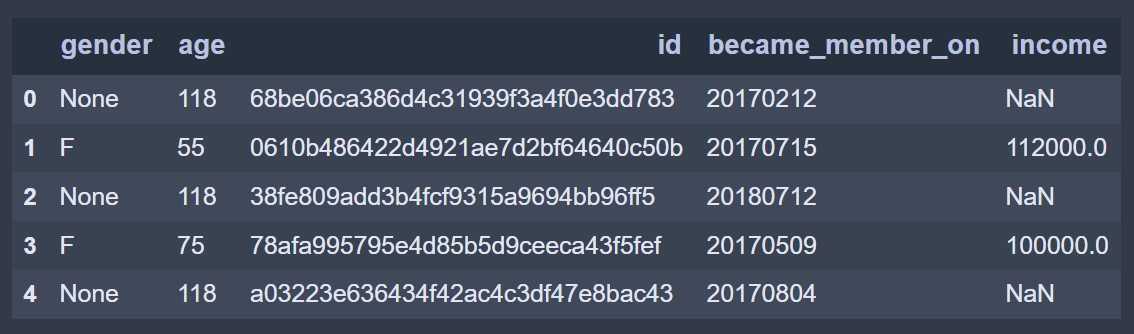 gender age id became_member_on income
0 None 118 68be06ca386d4c31939f3a4f0e3dd783 20170212 NaN
1 F 55 0610b486422d4921ae7d2bf64640c50b 20170715 112000.0
2 None 118 38fe809add3b4fcf9315a9694bb96ff5 20180712 NaN
3 F 75 78afa995795e4d85b5d9ceeca43f5fef 20170509 100000.0
4 None 118 a03223e636434f42ac4c3df47e8bac43 20170804 NaN